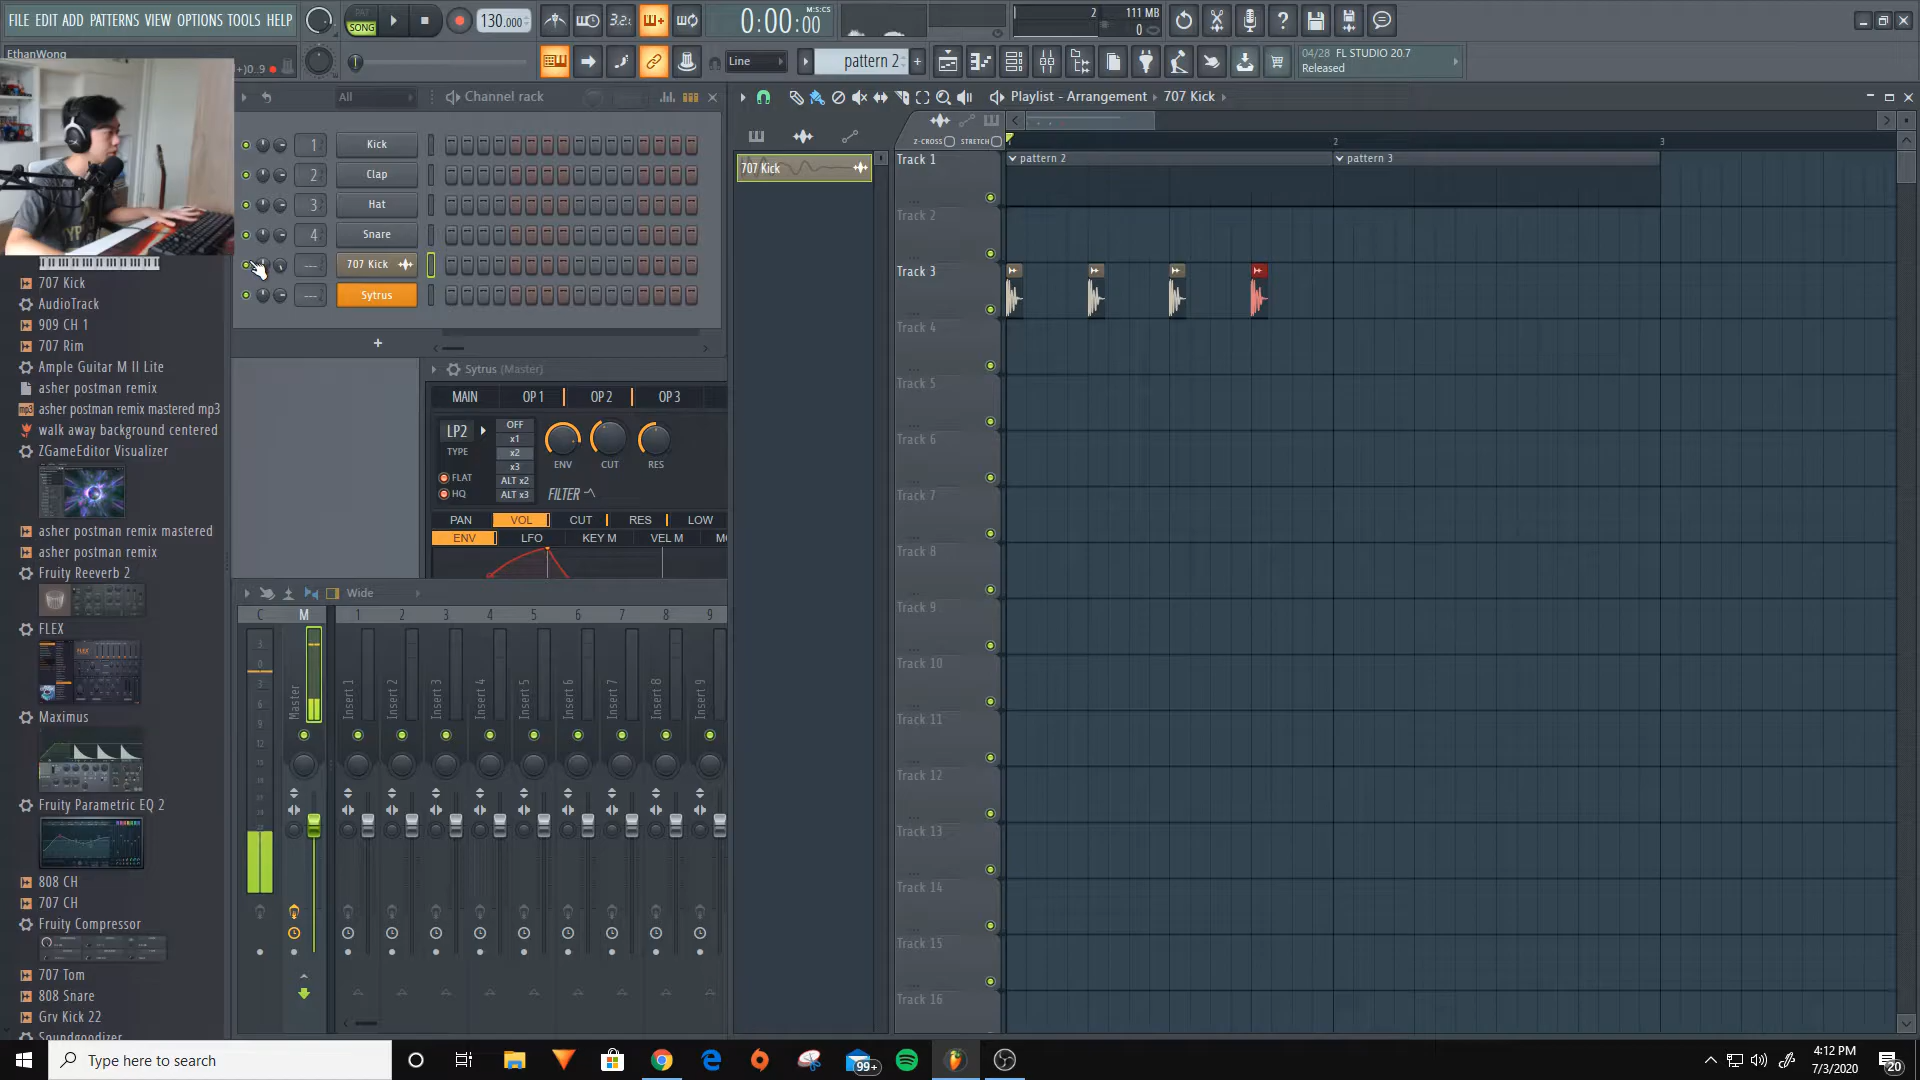 FILE EDIT ADD PATTERNS VIEW OPTIONS TOOLS HELP
PAT
SONG
130.000
3.2
0:00:00
M:S:CS
2
111 MB
0
EthanWong
Line
pattern 2
+
04/28 FL STUDIO 20.7
Released
All
Channel rack
1
Kick
2
Clap
3
Hat
4
Snare
---
707 Kick
---
Sytrus
+
707 Kick
AudioTrack
909 CH 1
707 Rim
Ample Guitar M II Lite
asher postman remix
mp3 asher postman remix mastered mp3
walk away background centered
ZGameEditor Visualizer
asher postman remix mastered
asher postman remix
Fruity Reeverb 2
FLEX
Maximus
Fruity Parametric EQ 2
808 CH
707 CH
Fruity Compressor
707 Tom
808 Snare
Grv Kick 22
Soundgoodizer
Sytrus (Master)
MAIN OP 1 OP 2 OP 3
LP2
TYPE
OFF
x1
x2
x3
ALT x2
ALT x3
FLAT
HQ
ENV CUT RES
FILTER
PAN VOL CUT RES LOW
ENV LFO KEY M VEL M
Wide
C M 1 2 3 4 5 6 7 8 9
Master
Insert 1
Insert 2
Insert 3
Insert 4
Insert 5
Insert 6
Insert 7
Insert 8
Insert 9
Playlist - Arrangement 707 Kick
Z-CROSS STRETCH
707 Kick
2
3
pattern 2
pattern 3
Track 1
Track 2
Track 3
Track 4
Track 5
Track 6
Track 7
Track 8
Track 9
Track 10
Track 11
Track 12
Track 13
Track 14
Track 15
Track 16
Type here to search
99+
4:12 PM
7/3/2020
20